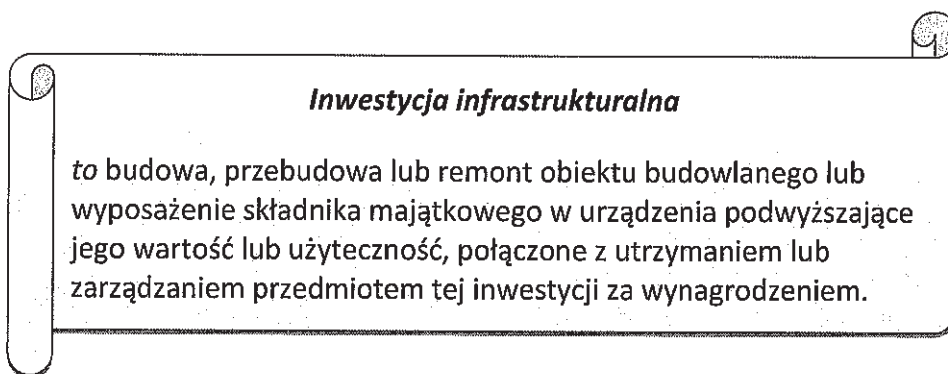 Inwestycja infrastrukturalna
to budowa, przebudowa lub remont obiektu budowlanego lub
wyposażenie składnika majątkowego w urządzenia podwyższające
jego wartość lub użyteczność, połączone z utrzymaniem lub
zarządzaniem przedmiotem tej inwestycji za wynagrodzeniem.